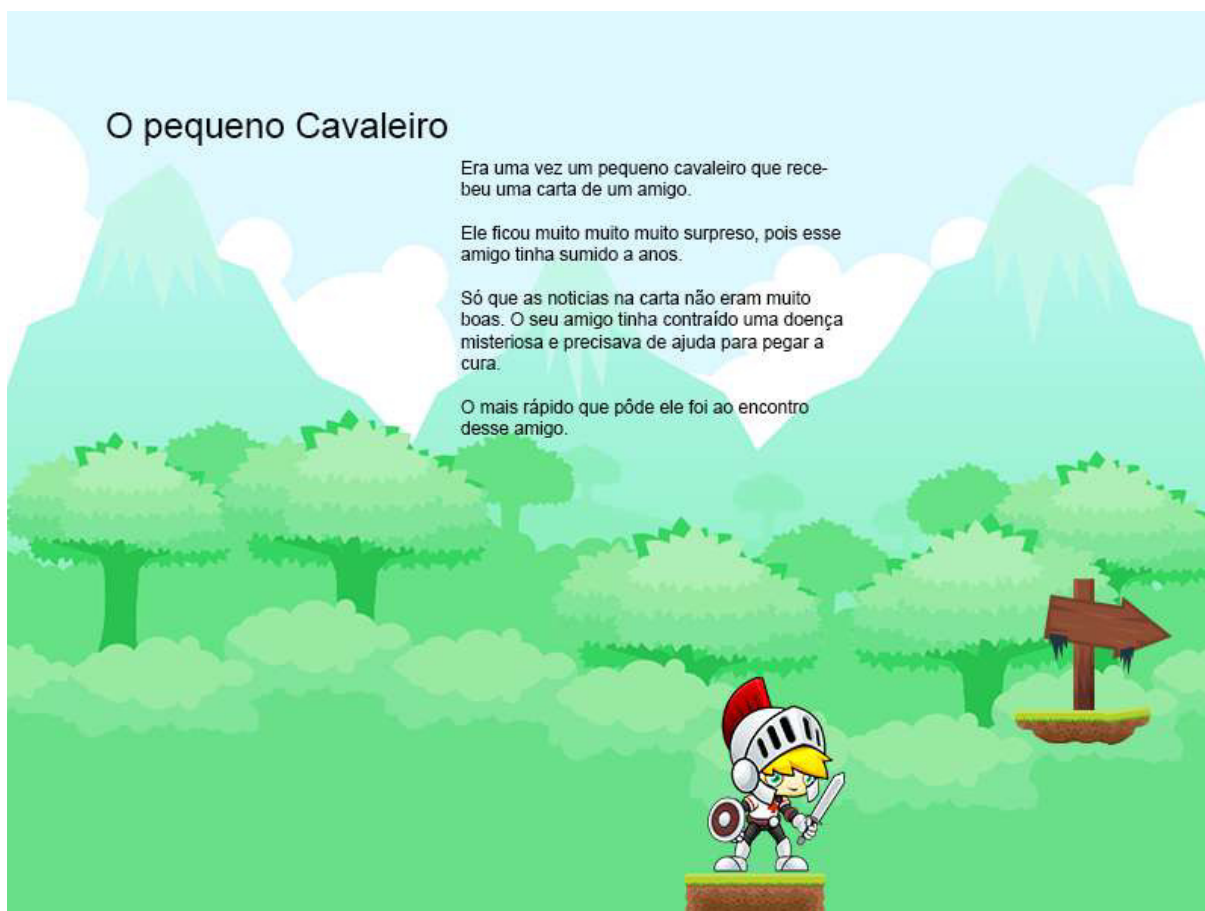 O pequeno Cavaleiro
Era uma vez um pequeno cavaleiro que rece-
beu uma carta de um amigo.
Ele ficou muito muito muito surpreso, pois esse
amigo tinha sumido a anos.
Só que as noticias na carta não eram muito
boas. O seu amigo tinha contraído uma doença
misteriosa e precisava de ajuda para pegar a
cura.
O mais rápido que pôde ele foi ao encontro
desse amigo.